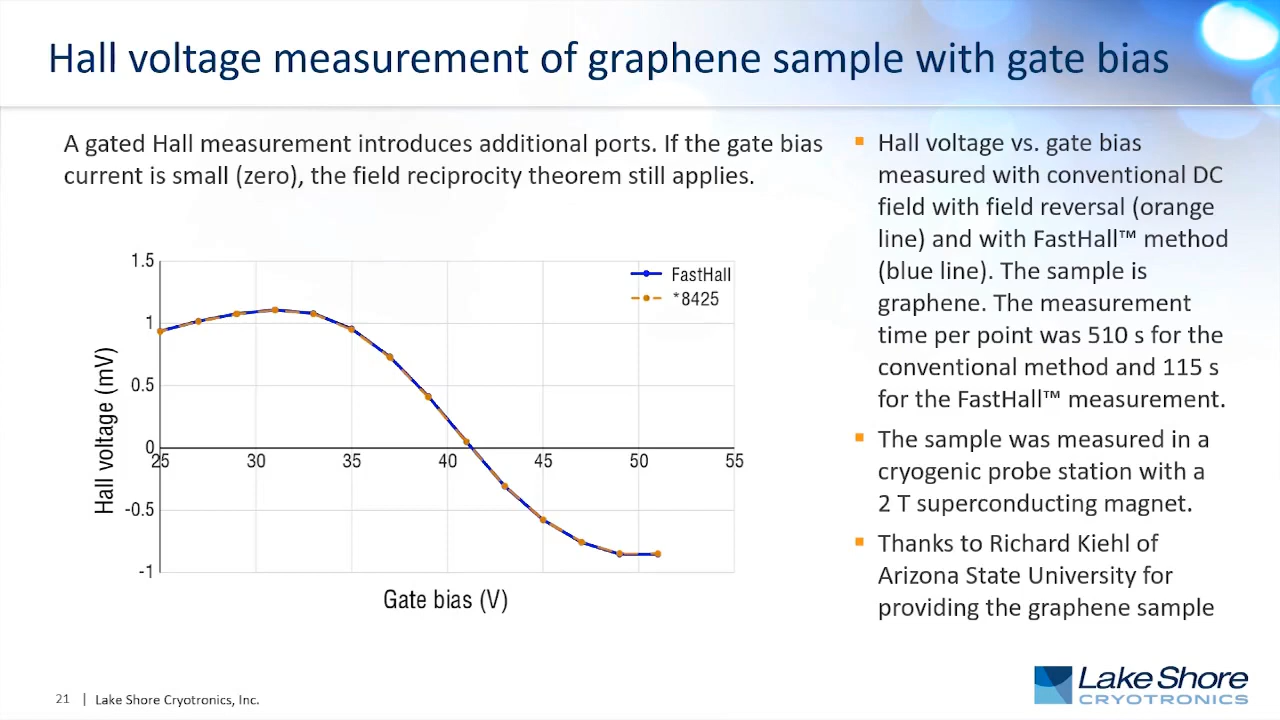 Hall voltage measurement of graphene sample with gate bias
A gated Hall measurement introduces additional ports. If the gate bias
current is small (zero), the field reciprocity theorem still applies.
1.5
1
0.5
0
-0.5
-1
25
30
35
40
45
50
55
Hall voltage (mV)
Gate bias (V)
FastHall
*8425
▪ Hall voltage vs. gate bias
measured with conventional DC
field with field reversal (orange
line) and with FastHall™ method
(blue line). The sample is
graphene. The measurement
time per point was 510 s for the
conventional method and 115 s
for the FastHall™ measurement.
▪ The sample was measured in a
cryogenic probe station with a
2 T superconducting magnet.
▪ Thanks to Richard Kiehl of
Arizona State University for
providing the graphene sample
21 | Lake Shore Cryotronics, Inc.
Lake Shore
CRYOTRONICS